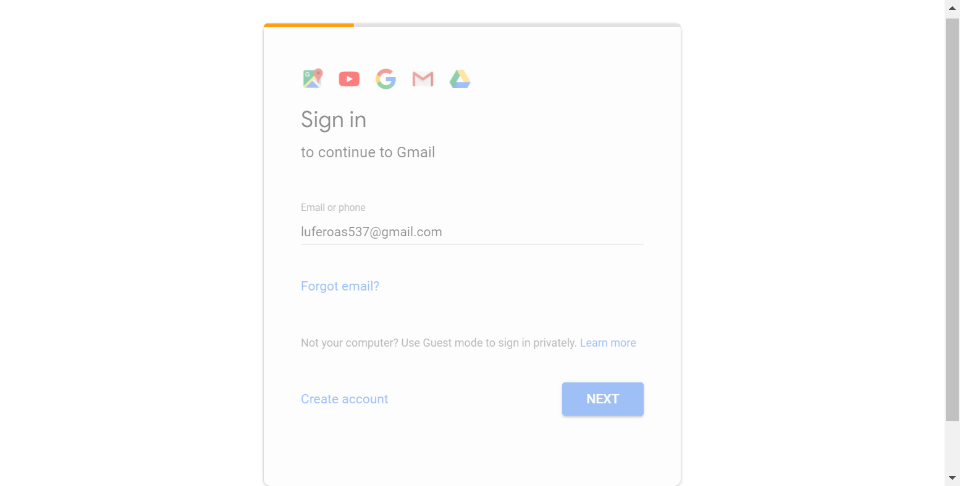 Sign in
to continue to Gmail
Email or phone
luferoas537@gmail.com
Forgot email?
Not your computer? Use Guest mode to sign in privately. Learn more
Create account
NEXT